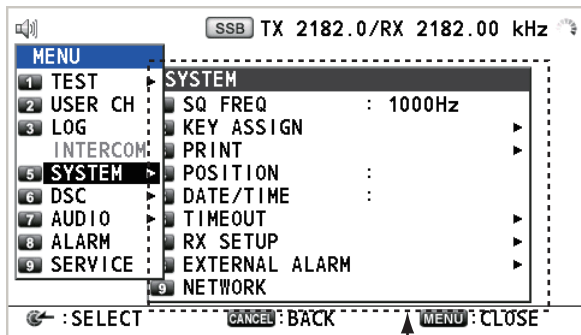 SSB TX 2182.0/RX 2182.00 kHz
MENU
1 TEST
2 USER CH
3 LOG
INTERCOM
5 SYSTEM
6 DSC
7 AUDIO
8 ALARM
9 SERVICE
SYSTEM
SQ FREQ : 1000Hz
KEY ASSIGN
PRINT
POSITION :
DATE/TIME :
TIMEOUT
RX SETUP
EXTERNAL ALARM
9 NETWORK
: SELECT CANCEL : BACK MENU : CLOSE